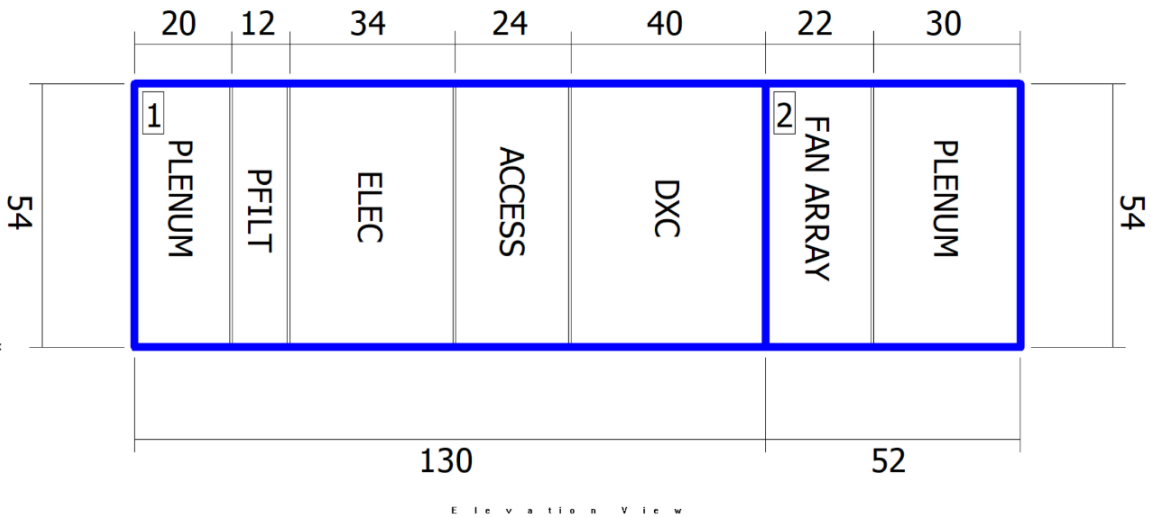 20 12 34 24 40 22 30
1 2
PLENUM PFILT ELEC ACCESS DXC FAN ARRAY PLENUM
54 54
130 52
Elevation View